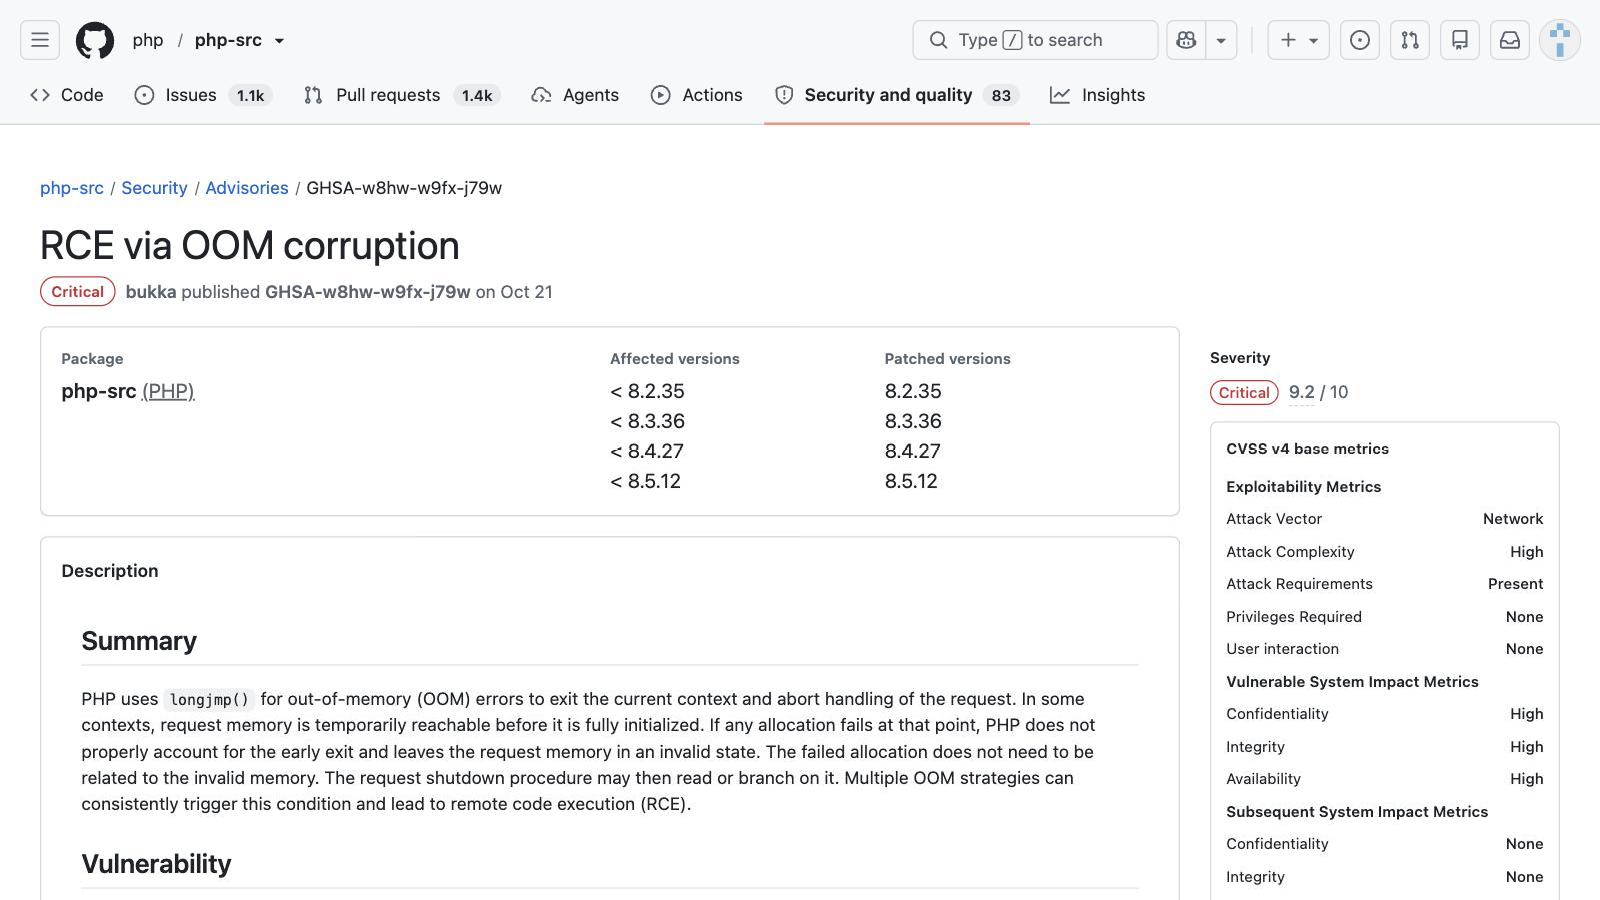 php / php-src
Type / to search
Code
Issues 1.1k
Pull requests 1.4k
Agents
Actions
Security and quality 83
Insights
php-src / Security / Advisories / GHSA-w8hw-w9fx-j79w
RCE via OOM corruption
Critical bukka published GHSA-w8hw-w9fx-j79w on Oct 21
Package
php-src (PHP)
Affected versions
< 8.2.35
< 8.3.36
< 8.4.27
< 8.5.12
Patched versions
8.2.35
8.3.36
8.4.27
8.5.12
Description
Summary
PHP uses longjmp() for out-of-memory (OOM) errors to exit the current context and abort handling of the request. In some
contexts, request memory is temporarily reachable before it is fully initialized. If any allocation fails at that point, PHP does not
properly account for the early exit and leaves the request memory in an invalid state. The failed allocation does not need to be
related to the invalid memory. The request shutdown procedure may then read or branch on it. Multiple OOM strategies can
consistently trigger this condition and lead to remote code execution (RCE).
Vulnerability
Severity
Critical 9.2 / 10
CVSS v4 base metrics
Exploitability Metrics
Attack Vector Network
Attack Complexity High
Attack Requirements Present
Privileges Required None
User interaction None
Vulnerable System Impact Metrics
Confidentiality High
Integrity High
Availability High
Subsequent System Impact Metrics
Confidentiality None
Integrity None